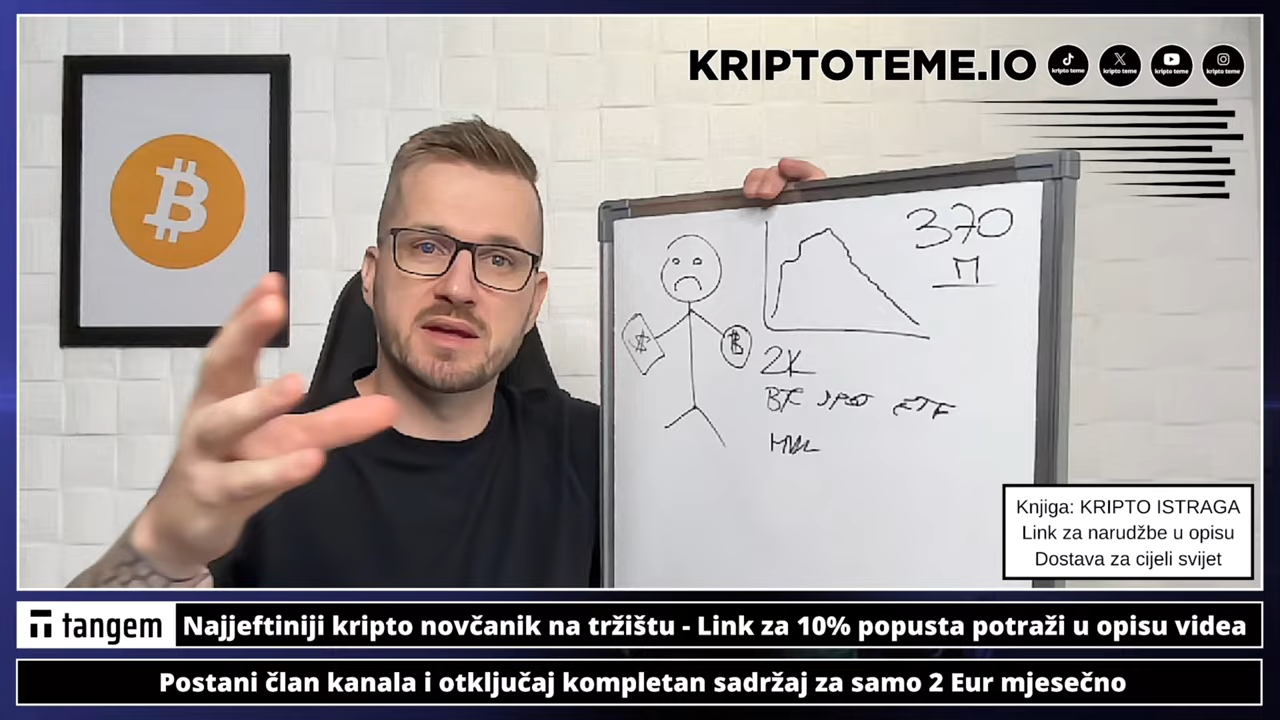 KRIPTOTEME.IO
kripto teme
kripto teme
kripto teme
kripto teme
370
2K
ETF
Knjiga: KRIPTO ISTRAGA
Link za narudžbe u opisu
Dostava za cijeli svijet
tangem
Najjeftiniji kripto novčanik na tržištu - Link za 10% popusta potraži u opisu videa
Postani član kanala i otključaj kompletan sadržaj za samo 2 Eur mjesečno